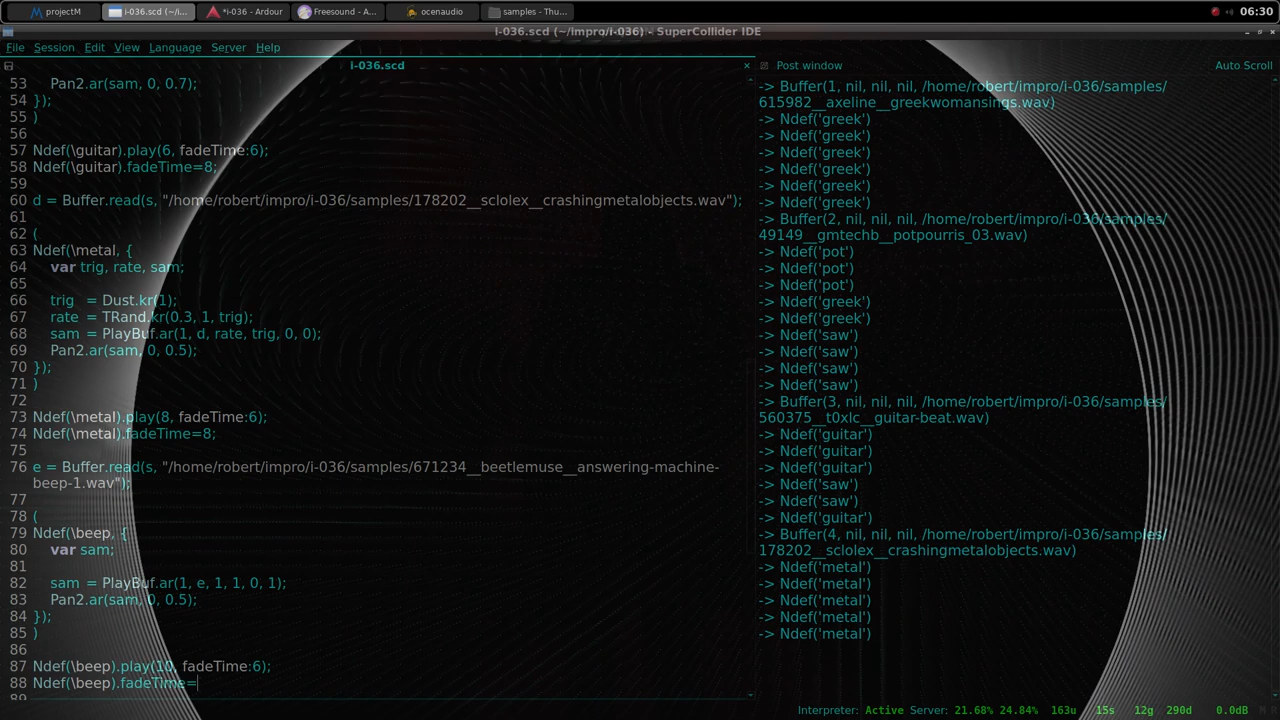 projectM
i-036.scd (~/i...
*i-036 - Ardour
Freesound - A...
ocenaudio
samples - Thu...
06:30
i-036.scd (~/impro/i-036) - SuperCollider IDE
File Session Edit View Language Server Help
i-036.scd
Post window
Auto Scroll
53 Pan2.ar(sam, 0, 0.7);
54 });
55 )
56
57 Ndef(\guitar).play(6, fadeTime:6);
58 Ndef(\guitar).fadeTime=8;
59
60 d = Buffer.read(s, "/home/robert/impro/i-036/samples/178202__sclolex__crashingmetalobjects.wav");
61
62 (
63 Ndef(\metal, {
64 var trig, rate, sam;
65
66 trig = Dust.kr(1);
67 rate = TRand.kr(0.3, 1, trig);
68 sam = PlayBuf.ar(1, d, rate, trig, 0, 0);
69 Pan2.ar(sam, 0, 0.5);
70 });
71 )
72
73 Ndef(\metal).play(8, fadeTime:6);
74 Ndef(\metal).fadeTime=8;
75
76 e = Buffer.read(s, "/home/robert/impro/i-036/samples/671234__beetlemuse__answering-machine-
beep-1.wav");
77
78 (
79 Ndef(\beep, {
80 var sam;
81
82 sam = PlayBuf.ar(1, e, 1, 1, 0, 1);
83 Pan2.ar(sam, 0, 0.5);
84 });
85 )
86
87 Ndef(\beep).play(10, fadeTime:6);
88 Ndef(\beep).fadeTime=
89
-> Buffer(1, nil, nil, nil, /home/robert/impro/i-036/samples/
615982__axeline__greekwomansings.wav)
-> Ndef('greek')
-> Ndef('greek')
-> Ndef('greek')
-> Ndef('greek')
-> Ndef('greek')
-> Ndef('greek')
-> Buffer(2, nil, nil, nil, /home/robert/impro/i-036/samples/
49149__gmtechb__potpourris_03.wav)
-> Ndef('pot')
-> Ndef('pot')
-> Ndef('pot')
-> Ndef('greek')
-> Ndef('greek')
-> Ndef('saw')
-> Ndef('saw')
-> Ndef('saw')
-> Ndef('saw')
-> Buffer(3, nil, nil, nil, /home/robert/impro/i-036/samples/
560375__t0xlc__guitar-beat.wav)
-> Ndef('guitar')
-> Ndef('guitar')
-> Ndef('guitar')
-> Ndef('saw')
-> Ndef('saw')
-> Ndef('guitar')
-> Buffer(4, nil, nil, nil, /home/robert/impro/i-036/samples/
178202__sclolex__crashingmetalobjects.wav)
-> Ndef('metal')
-> Ndef('metal')
-> Ndef('metal')
-> Ndef('metal')
-> Ndef('metal')
Interpreter: Active Server: 21.68% 24.84% 163u 15s 12g 290d 0.0dB